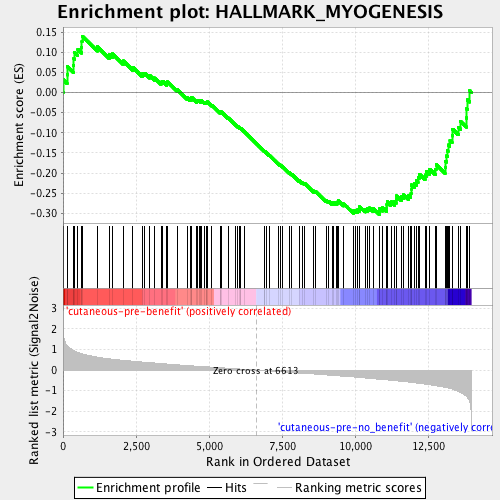 Enrichment plot: HALLMARK_MYOGENESIS
Enrichment score (ES)
0.15
0.10
0.05
0.00
-0.05
-0.10
-0.15
-0.20
-0.25
-0.30
Ranked list metric (Signal2Noise)
'cutaneous-pre-benefit' (positively correlated)
3
2
1
0
-1
-2
-3
Zero cross at 6613
'cutaneous-pre-no_benefit' (negatively corre
0
2,500
5,000
7,500
10,000
12,500
Rank in Ordered Dataset
Enrichment profile
Hits
Ranking metric scores